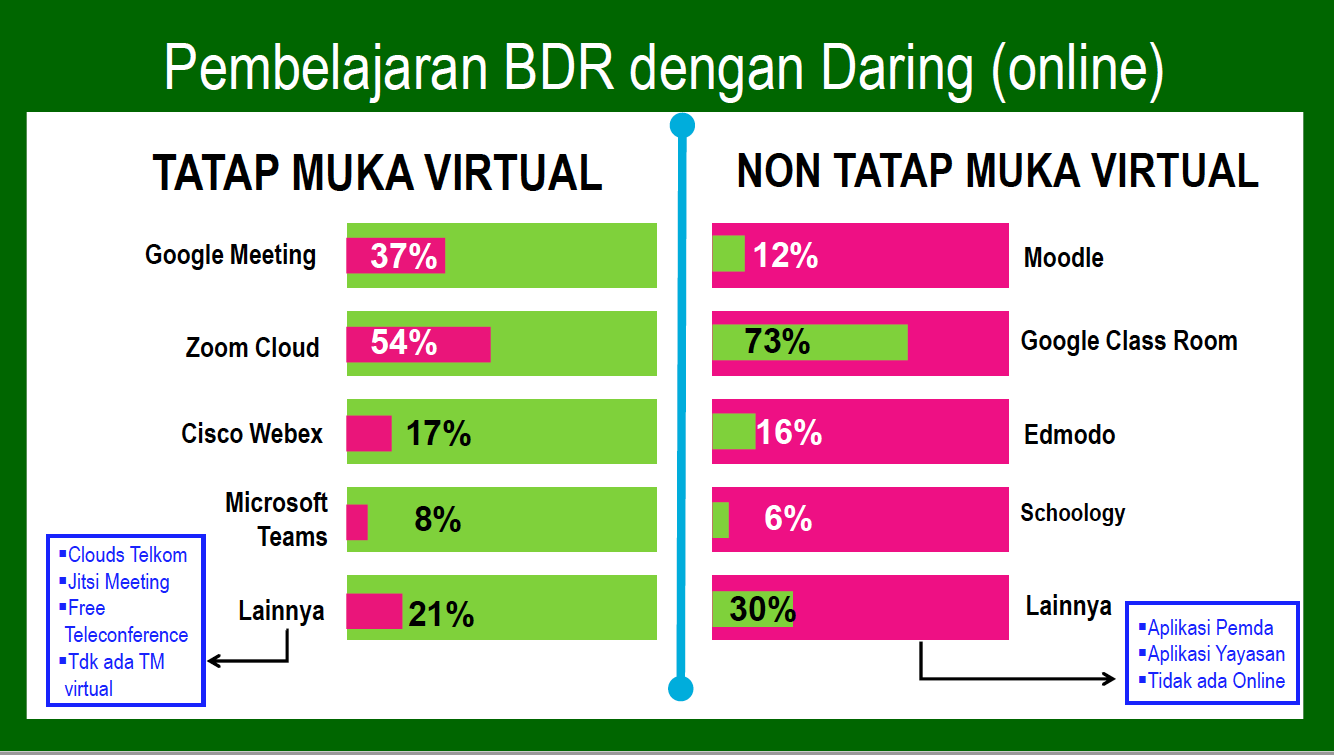 Pembelajaran BDR dengan Daring (online)
TATAP MUKA VIRTUAL
Google Meeting
37%
Zoom Cloud
54%
Cisco Webex
17%
Microsoft
Teams
8%
Lainnya
21%
▪Clouds Telkom
▪Jitsi Meeting
▪Free
Teleconference
▪Tdk ada TM
virtual
NON TATAP MUKA VIRTUAL
12%
Moodle
73%
Google Class Room
16%
Edmodo
6%
Schoology
30%
Lainnya
▪Aplikasi Pemda
▪Aplikasi Yayasan
▪Tidak ada Online